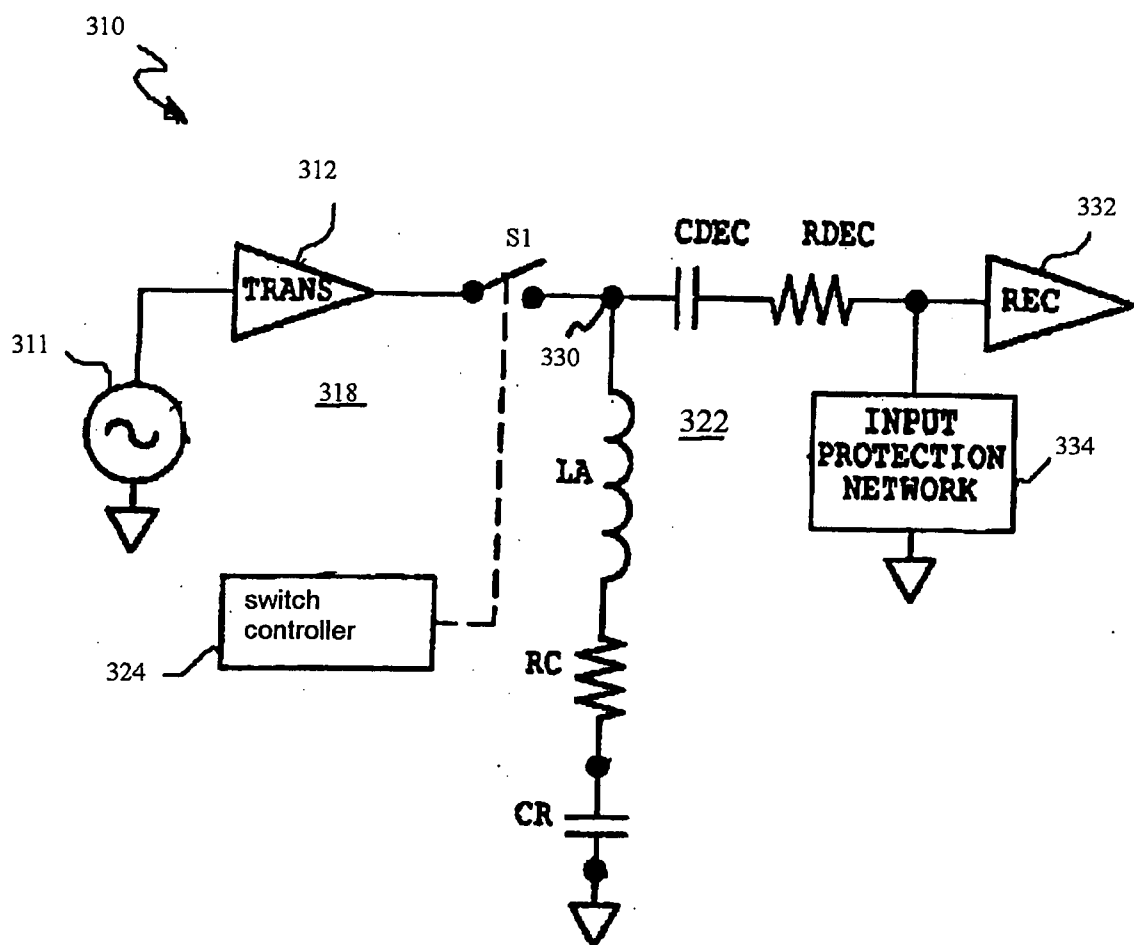 310
312
S1
CDEC
RDEC
332
TRANS
REC
311
330
318
322
LA
INPUT
PROTECTION
NETWORK
334
switch
controller
324
RC
CR